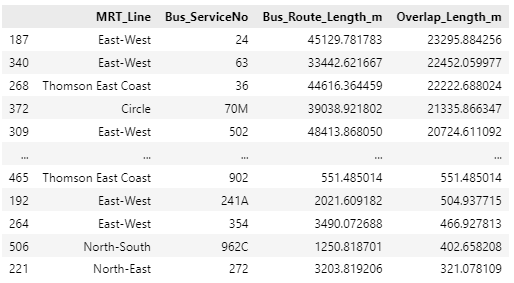 MRT_Line Bus_ServiceNo Bus_Route_Length_m Overlap_Length_m
187 East-West 24 45129.781783 23295.884256
340 East-West 63 33442.621667 22452.059977
268 Thomson East Coast 36 44616.364459 22222.688024
372 Circle 70M 39038.921802 21335.866347
309 East-West 502 48413.868050 20724.611092
... ... ... ... ...
465 Thomson East Coast 902 551.485014 551.485014
192 East-West 241A 2021.609182 504.937715
264 East-West 354 3490.072688 466.927813
506 North-South 962C 1250.818701 402.658208
221 North-East 272 3203.819206 321.078109